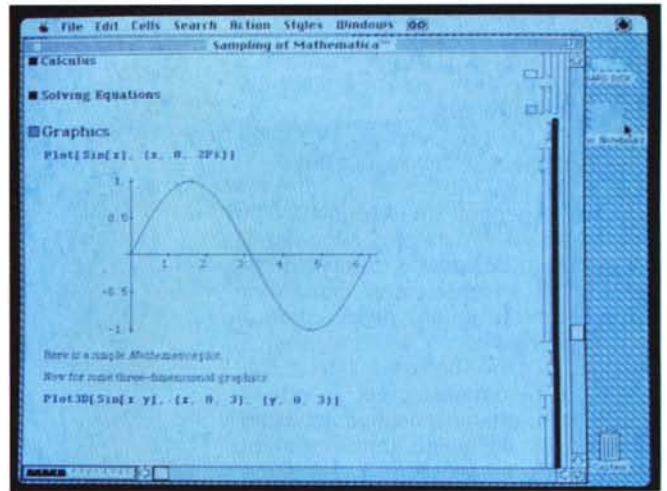 File Edit Cells Search Action Styles Windows
Sampling of Mathematica™
Calculus
Solving Equations
Graphics
Plot[Sin[x], {x, 0, 2Pi}]
1
0.5
1 2 3 4 5 6
-0.5
-1
Here is a simple Mathematica plot.
Now for some three-dimensional graphics
Plot3D[Sin[x y], {x, 0, 3}, {y, 0, 3}]